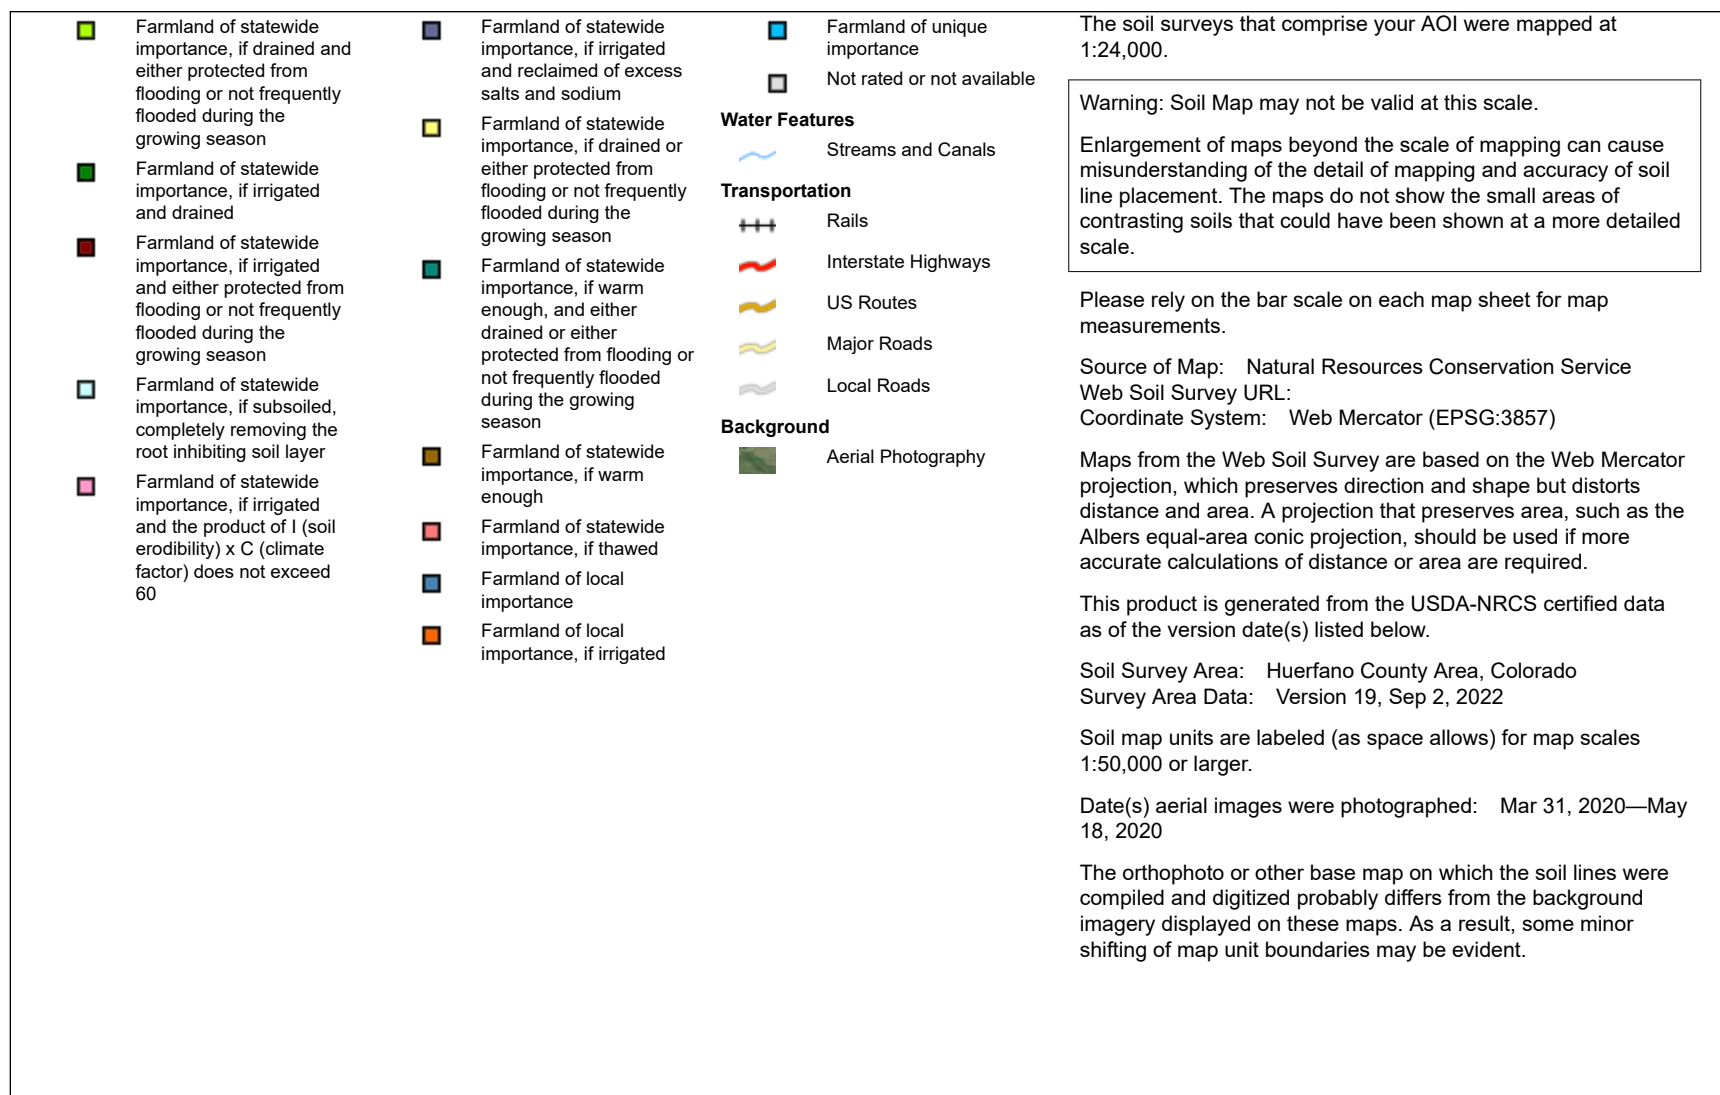 Farmland of statewide
importance, if drained and
either protected from
flooding or not frequently
flooded during the
growing season
Farmland of statewide
importance, if irrigated
and drained
Farmland of statewide
importance, if irrigated
and either protected from
flooding or not frequently
flooded during the
growing season
Farmland of statewide
importance, if subsoiled,
completely removing the
root inhibiting soil layer
Farmland of statewide
importance, if irrigated
and the product of I (soil
erodibility) x C (climate
factor) does not exceed
60
Farmland of statewide
importance, if irrigated
and reclaimed of excess
salts and sodium
Farmland of statewide
importance, if drained or
either protected from
flooding or not frequently
flooded during the
growing season
Farmland of statewide
importance, if warm
enough, and either
drained or either
protected from flooding or
not frequently flooded
during the growing
season
Farmland of statewide
importance, if warm
enough
Farmland of statewide
importance, if thawed
Farmland of local
importance
Farmland of local
importance, if irrigated
Farmland of unique
importance
Not rated or not available
Water Features
Streams and Canals
Transportation
Rails
Interstate Highways
US Routes
Major Roads
Local Roads
Background
Aerial Photography
The soil surveys that comprise your AOI were mapped at
1:24,000.
Warning: Soil Map may not be valid at this scale.
Enlargement of maps beyond the scale of mapping can cause
misunderstanding of the detail of mapping and accuracy of soil
line placement. The maps do not show the small areas of
contrasting soils that could have been shown at a more detailed
scale.
Please rely on the bar scale on each map sheet for map
measurements.
Source of Map: Natural Resources Conservation Service
Web Soil Survey URL:
Coordinate System: Web Mercator (EPSG:3857)
Maps from the Web Soil Survey are based on the Web Mercator
projection, which preserves direction and shape but distorts
distance and area. A projection that preserves area, such as the
Albers equal-area conic projection, should be used if more
accurate calculations of distance or area are required.
This product is generated from the USDA-NRCS certified data
as of the version date(s) listed below.
Soil Survey Area: Huerfano County Area, Colorado
Survey Area Data: Version 19, Sep 2, 2022
Soil map units are labeled (as space allows) for map scales
1:50,000 or larger.
Date(s) aerial images were photographed: Mar 31, 2020—May
18, 2020
The orthophoto or other base map on which the soil lines were
compiled and digitized probably differs from the background
imagery displayed on these maps. As a result, some minor
shifting of map unit boundaries may be evident.